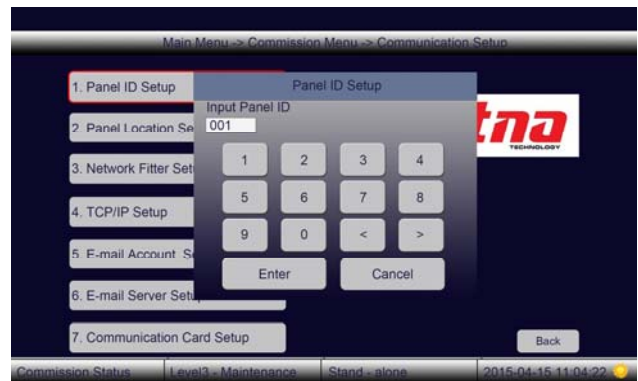 Main Menu -> Commission Menu -> Communication Setup
1. Panel ID Setup
Panel ID Setup
Input Panel ID
001
2. Panel Location Se
tna
TECHNOLOGY
1 2 3 4
3. Network Fitter Set
5 6 7 8
4. TCP/IP Setup
9 0 < >
5. E-mail Account S
Enter Cancel
6. E-mail Server Setu
7. Communication Card Setup
Back
Commission Status Level3 - Maintenance Stand - alone 2015-04-15 11:04:22